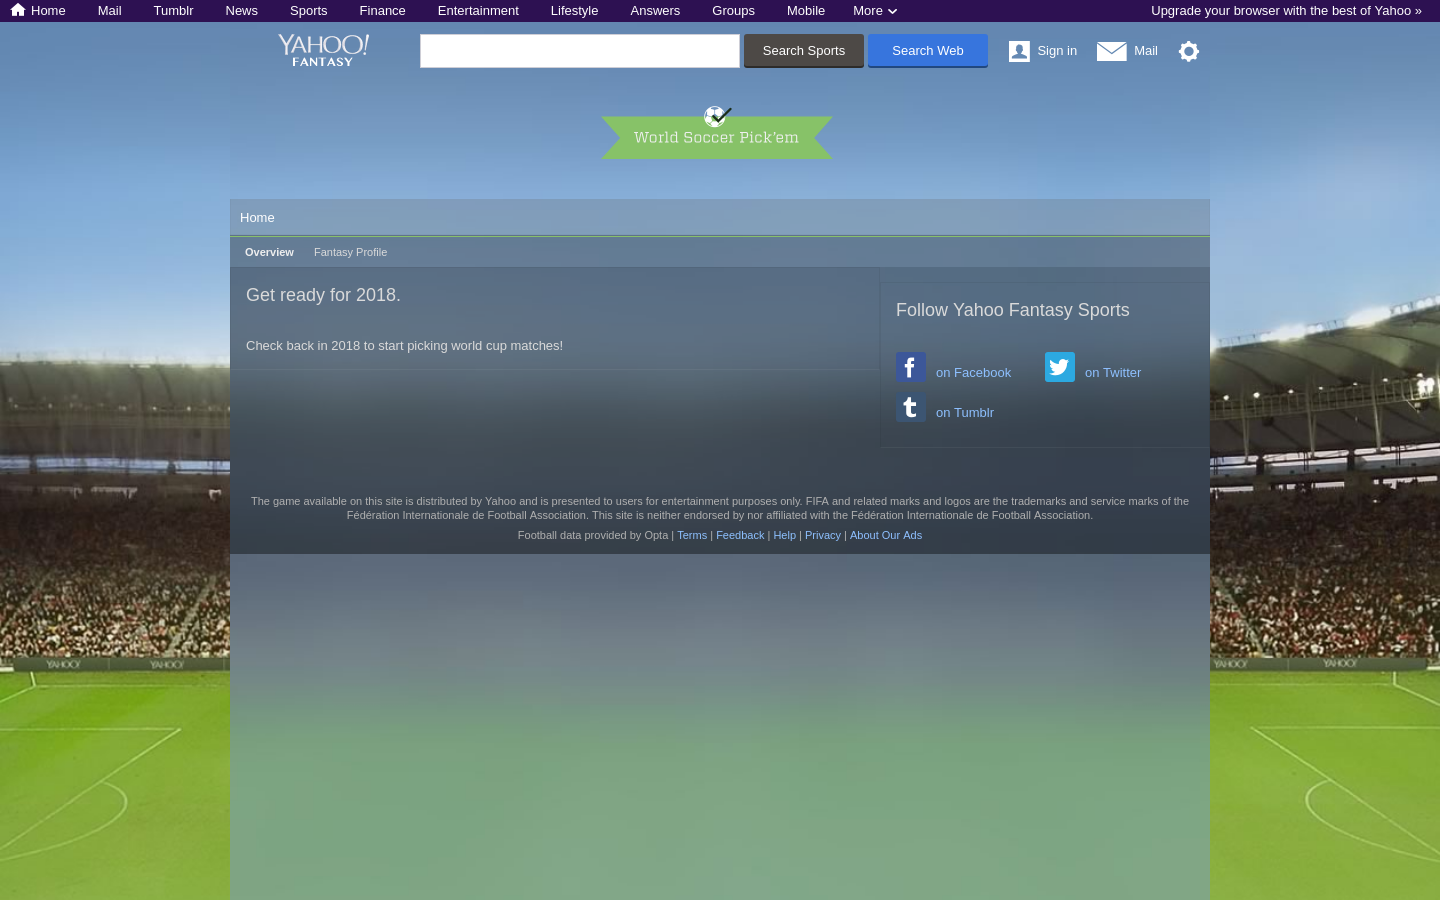 Home Mail Tumblr News Sports Finance Entertainment Lifestyle Answers Groups Mobile More Upgrade your browser with the best of Yahoo »
YAHOO! FANTASY
Search Sports Search Web Sign in Mail
World Soccer Pick'em
Home
Overview Fantasy Profile
Get ready for 2018.
Check back in 2018 to start picking world cup matches!
Follow Yahoo Fantasy Sports
on Facebook on Twitter
on Tumblr
The game available on this site is distributed by Yahoo and is presented to users for entertainment purposes only. FIFA and related marks and logos are the trademarks and service marks of the
Fédération Internationale de Football Association. This site is neither endorsed by nor affiliated with the Fédération Internationale de Football Association.
Football data provided by Opta | Terms | Feedback | Help | Privacy | About Our Ads
YAHOO! YAHOO! YAHOO! YAHOO!